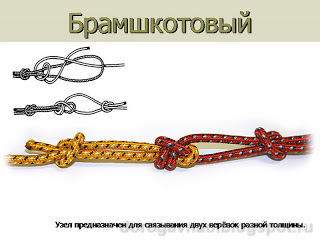 Брамшкотовый
Узел предназначен для связывания двух верёвок разной толщины.